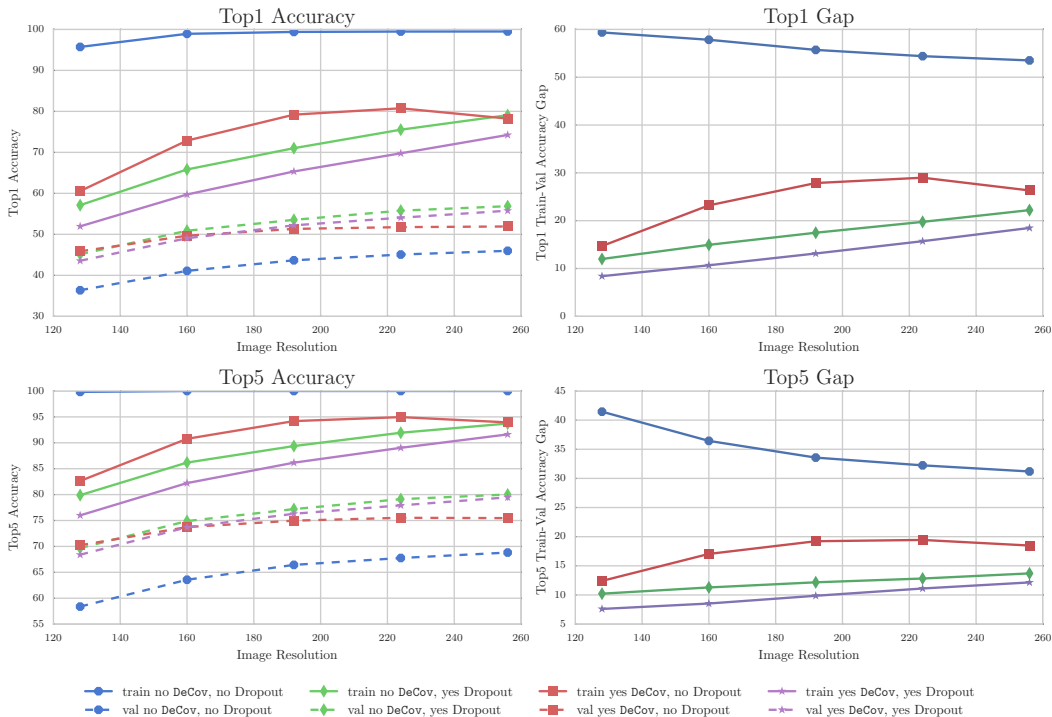 Top1 Accuracy
100
90
80
70
60
50
40
30
Top1 Accuracy
120 140 160 180 200 220 240 260
Image Resolution
Top1 Gap
60
50
40
30
20
10
0
Top1 Train-Val Accuracy Gap
120 140 160 180 200 220 240 260
Image Resolution
Top5 Accuracy
100
95
90
85
80
75
70
65
60
55
Top5 Accuracy
120 140 160 180 200 220 240 260
Image Resolution
Top5 Gap
45
40
35
30
25
20
15
10
5
Top5 Train-Val Accuracy Gap
120 140 160 180 200 220 240 260
Image Resolution
train no DeCov, no Dropout
val no DeCov, no Dropout
train no DeCov, yes Dropout
val no DeCov, yes Dropout
train yes DeCov, no Dropout
val yes DeCov, no Dropout
train yes DeCov, yes Dropout
val yes DeCov, yes Dropout